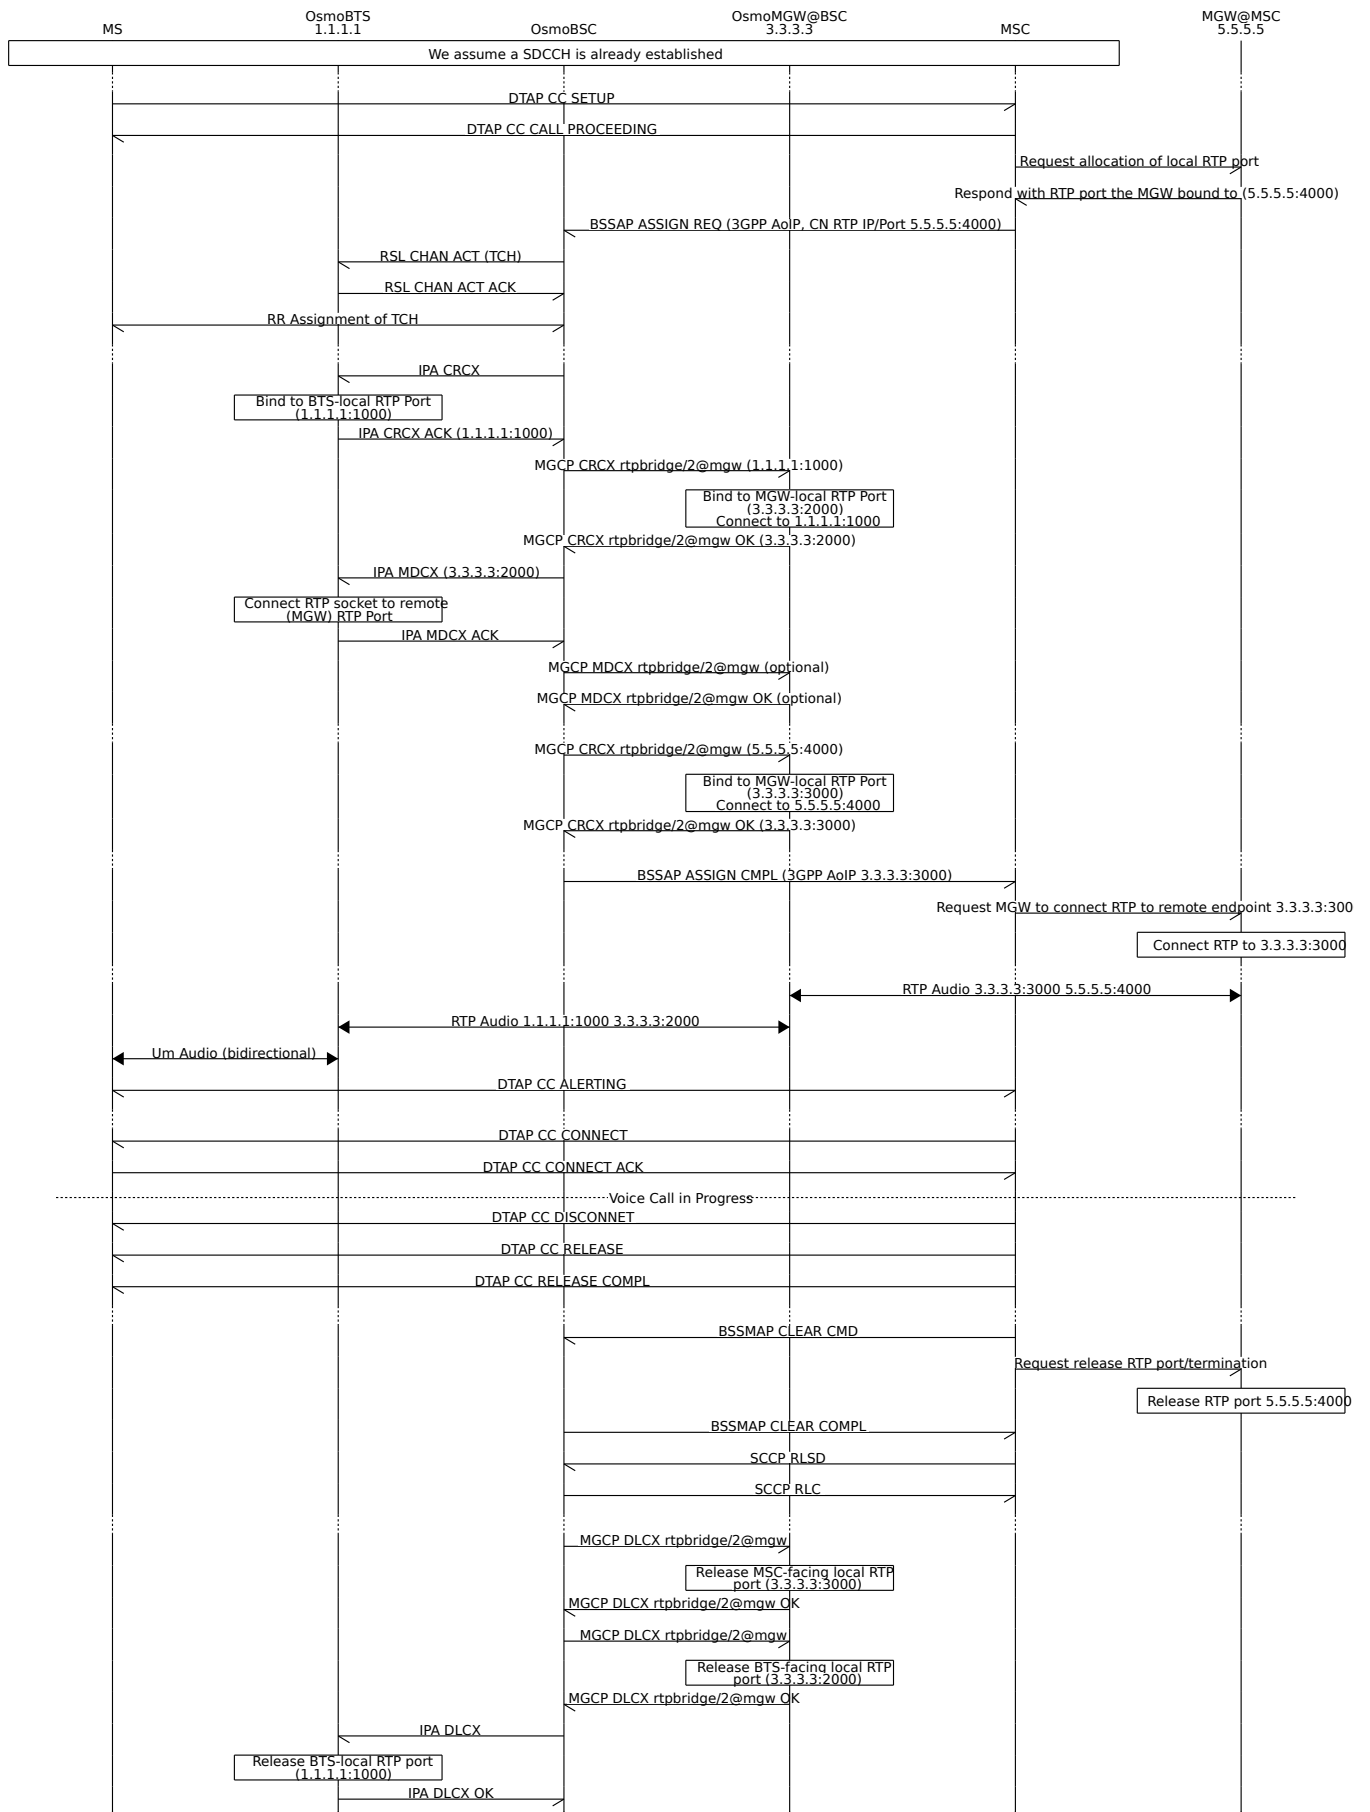 MS
OsmoBTS
1.1.1.1
OsmoBSC
OsmoMGW@BSC
3.3.3.3
MSC
MGW@MSC
5.5.5.5
We assume a SDCCH is already established
DTAP CC SETUP
DTAP CC CALL PROCEEDING
Request allocation of local RTP port
Respond with RTP port the MGW bound to (5.5.5.5:4000)
BSSAP ASSIGN REQ (3GPP AoIP, CN RTP IP/Port 5.5.5.5:4000)
RSL CHAN ACT (TCH)
RSL CHAN ACT ACK
RR Assignment of TCH
IPA CRCX
Bind to BTS-local RTP Port
(1.1.1.1:1000)
IPA CRCX ACK (1.1.1.1:1000)
MGCP CRCX rtpbridge/2@mgw (1.1.1.1:1000)
Bind to MGW-local RTP Port
(3.3.3.3:2000)
Connect to 1.1.1.1:1000
MGCP CRCX rtpbridge/2@mgw OK (3.3.3.3:2000)
IPA MDCX (3.3.3.3:2000)
Connect RTP socket to remote
(MGW) RTP Port
IPA MDCX ACK
MGCP MDCX rtpbridge/2@mgw (optional)
MGCP MDCX rtpbridge/2@mgw OK (optional)
MGCP CRCX rtpbridge/2@mgw (5.5.5.5:4000)
Bind to MGW-local RTP Port
(3.3.3.3:3000)
Connect to 5.5.5.5:4000
MGCP CRCX rtpbridge/2@mgw OK (3.3.3.3:3000)
BSSAP ASSIGN CMPL (3GPP AoIP 3.3.3.3:3000)
Request MGW to connect RTP to remote endpoint 3.3.3.3:300
Connect RTP to 3.3.3.3:3000
RTP Audio 3.3.3.3:3000 5.5.5.5:4000
RTP Audio 1.1.1.1:1000 3.3.3.3:2000
Um Audio (bidirectional)
DTAP CC ALERTING
DTAP CC CONNECT
DTAP CC CONNECT ACK
Voice Call in Progress
DTAP CC DISCONNET
DTAP CC RELEASE
DTAP CC RELEASE COMPL
BSSMAP CLEAR CMD
Request release RTP port/termination
Release RTP port 5.5.5.5:4000
BSSMAP CLEAR COMPL
SCCP RLSD
SCCP RLC
MGCP DLCX rtpbridge/2@mgw
Release MSC-facing local RTP
port (3.3.3.3:3000)
MGCP DLCX rtpbridge/2@mgw OK
MGCP DLCX rtpbridge/2@mgw
Release BTS-facing local RTP
port (3.3.3.3:2000)
MGCP DLCX rtpbridge/2@mgw OK
IPA DLCX
Release BTS-local RTP port
(1.1.1.1:1000)
IPA DLCX OK